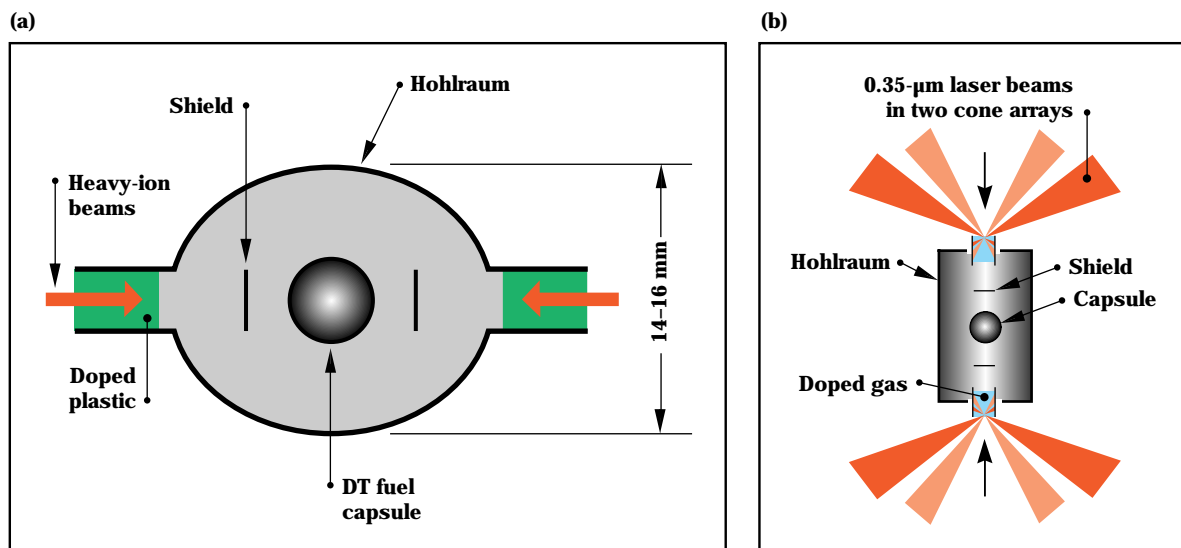 (a)
Hohlraum
Shield
Heavy-ion
beams
14–16 mm
Doped
plastic
DT fuel
capsule
(b)
0.35-µm laser beams
in two cone arrays
Hohlraum
Shield
Capsule
Doped gas